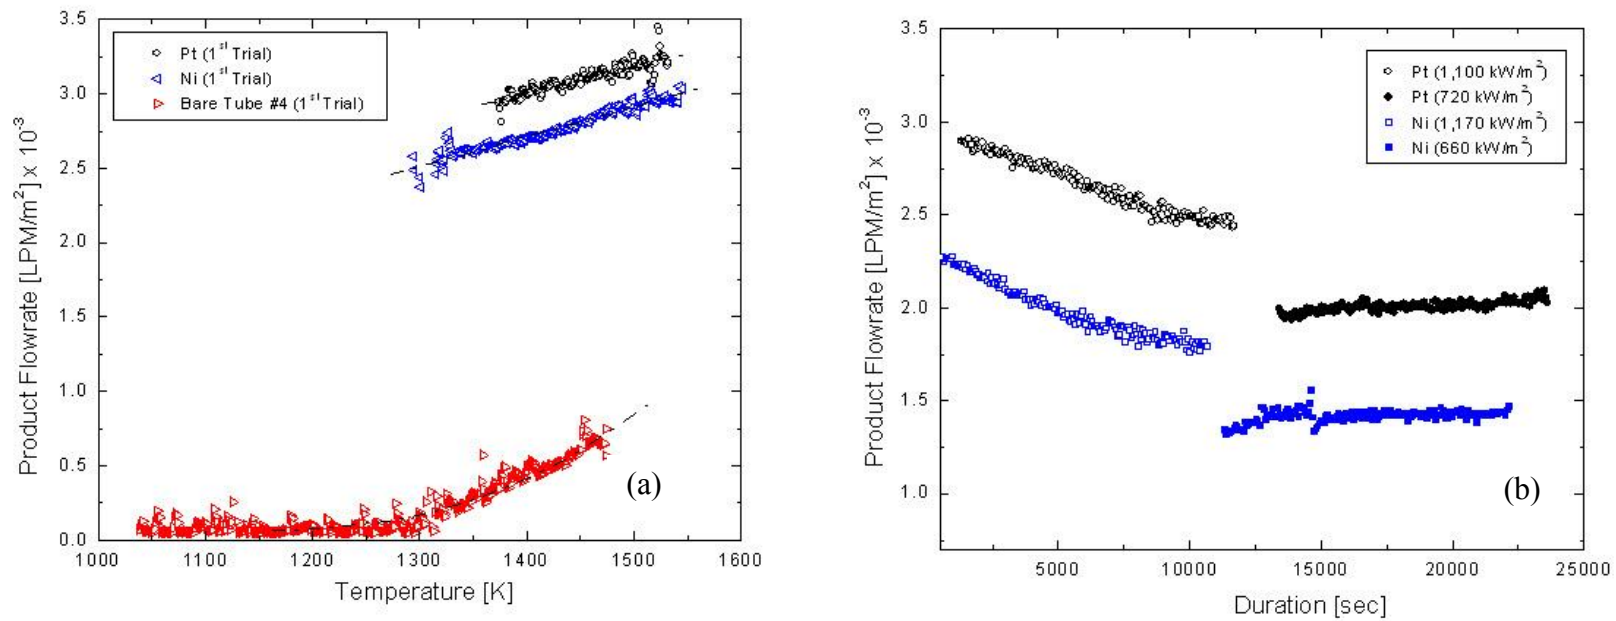 Pt (1st Trial)
Ni (1st Trial)
Bare Tube #4 (1st Trial)
3.5
3.0
2.5
2.0
1.5
1.0
0.5
0.0
Product Flowrate [LPM/m2] x 10-3
1000
1100
1200
1300
1400
1500
1600
Temperature [K]
(a)
Pt (1,100 kW/m2)
Pt (720 kW/m2)
Ni (1,170 kW/m2)
Ni (660 kW/m2)
3.5
3.0
2.5
2.0
1.5
1.0
Product Flowrate [LPM/m2] x 10-3
5000
10000
15000
20000
25000
Duration [sec]
(b)